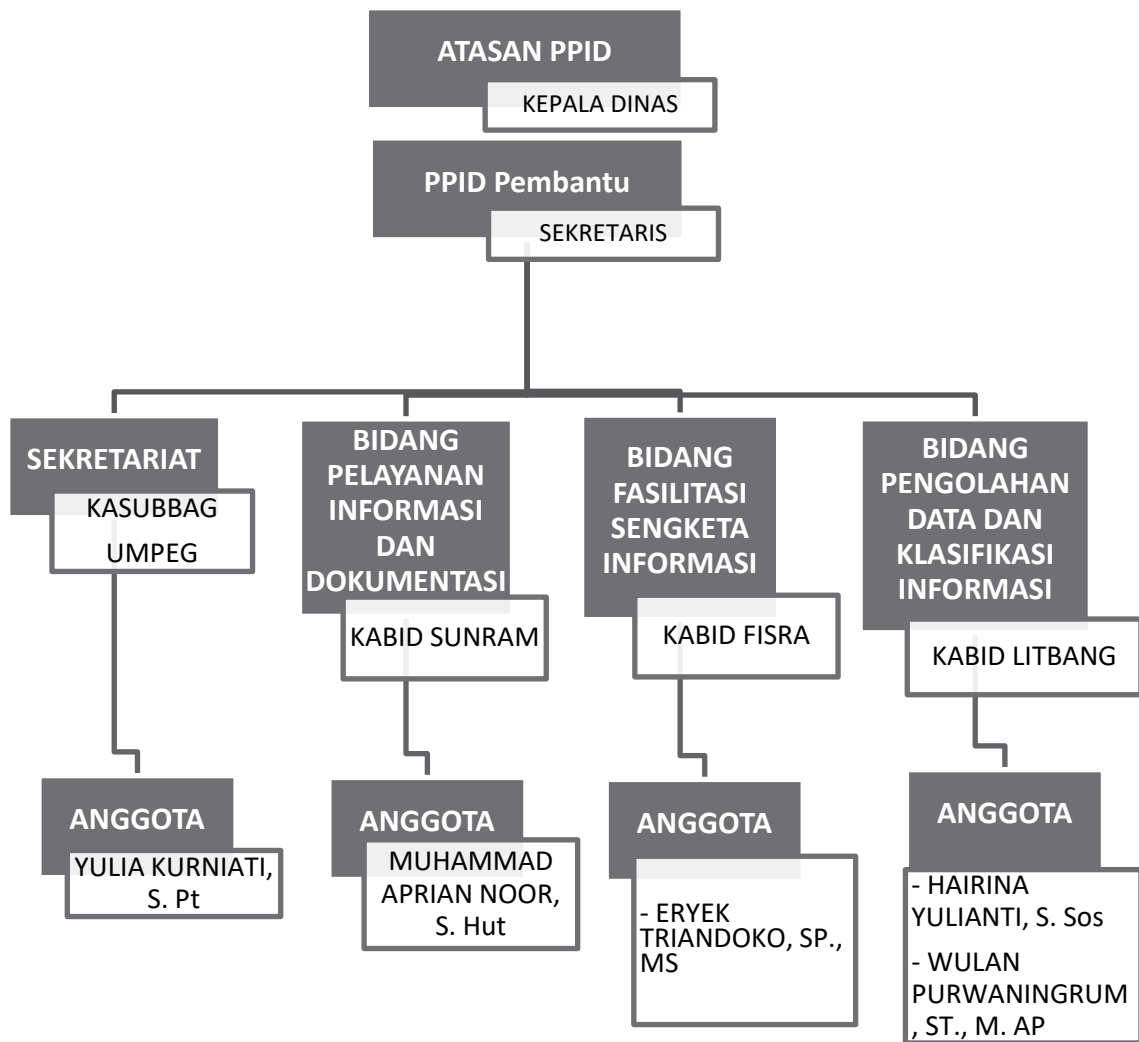 ATASAN PPID
KEPALA DINAS
PPID Pembantu
SEKRETARIS
SEKRETARIAT
KASUBBAG
UMPEG
BIDANG
PELAYANAN
INFORMASI
DAN
DOKUMENTASI
KABID SUNRAM
BIDANG
FASILITASI
SENGKETA
INFORMASI
KABID FISRA
BIDANG
PENGOLAHAN
DATA DAN
KLASIFIKASI
INFORMASI
KABID LITBANG
ANGGOTA
YULIA KURNIATI,
S. Pt
ANGGOTA
MUHAMMAD
APRIAN NOOR,
S. Hut
ANGGOTA
- ERYEK
TRIANDOKO, SP.,
MS
ANGGOTA
- HAIRINA
YULIANTI, S. Sos
- WULAN
PURWANINGRUM
, ST., M. AP